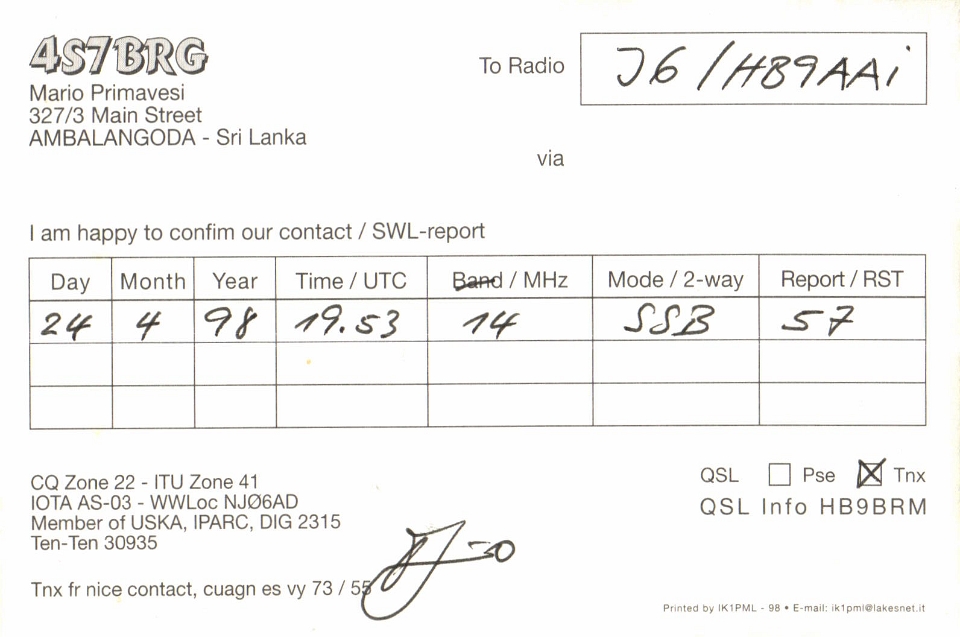 4S7BRG
Mario Primavesi
327/3 Main Street
AMBALANGODA - Sri Lanka
To Radio J6/HB9AAi
via
I am happy to confim our contact / SWL-report
Day Month Year Time / UTC Band / MHz Mode / 2-way Report / RST
24 4 98 19.53 14 SSB 57
CQ Zone 22 - ITU Zone 41
IOTA AS-03 - WWLoc NJØ6AD
Member of USKA, IPARC, DIG 2315
Ten-Ten 30935
QSL Pse Tnx
QSL Info HB9BRM
Tnx fr nice contact, cuagn es vy 73 / 55
Printed by IK1PML - 98 • E-mail: ik1pml@lakesnet.it